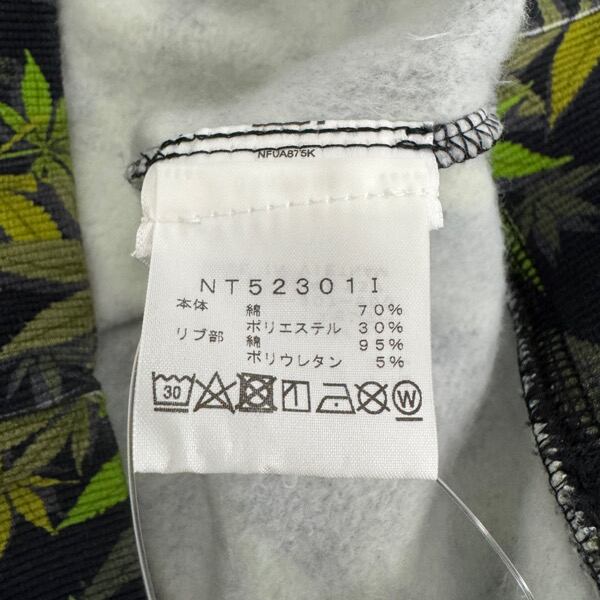 NFUA875K
NT52301I
本体 綿 70%
ポリエステル 30%
リブ部 綿 95%
ポリウレタン 5%
30 W